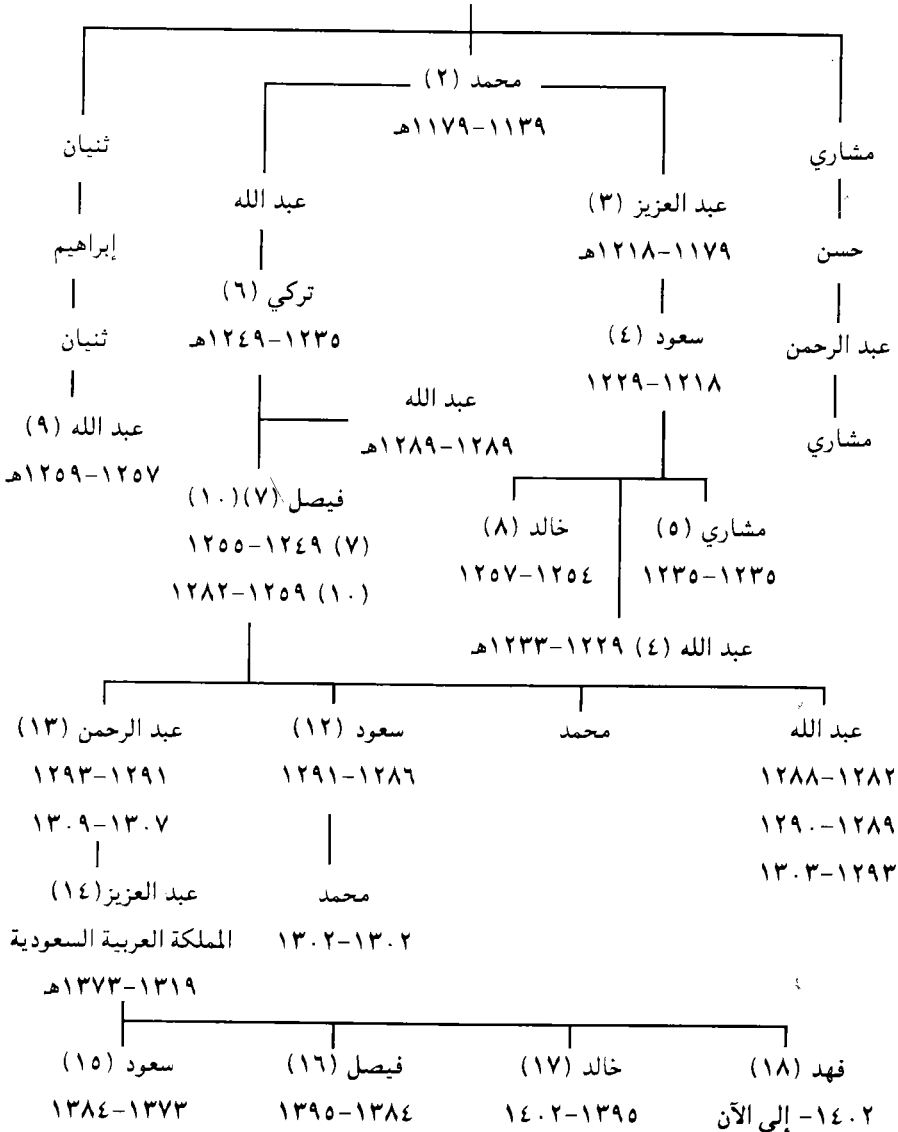 محمد (٢)
١١٣٩-١١٧٩هـ
مشاري
ثنيان
عبد العزيز (٣)
عبد الله
١١٧٩-١٢١٨هـ
حسن
إبراهيم
تركي (٦)
سعود (٤)
١٢٣٥-١٢٤٩هـ
عبد الرحمن
ثنيان
١٢١٨-١٢٢٩
عبد الله
مشاري
عبد الله (٩)
١٢٨٩-١٢٨٩هـ
١٢٥٧-١٢٥٩هـ
فيصل (٧)(١٠)
مشاري (٥)
خالد (٨)
(٧) ١٢٤٩-١٢٥٥
١٢٣٥-١٢٣٥
١٢٥٤-١٢٥٧
(١٠) ١٢٥٩-١٢٨٢
عبد الله (٤) ١٢٢٩-١٢٣٣هـ
عبد الله
محمد
سعود (١٢)
عبد الرحمن (١٣)
١٢٨٢-١٢٨٨
١٢٨٦-١٢٩١
١٢٩١-١٢٩٣
١٢٨٩-١٢٩٠
١٣٠٧-١٣٠٩
١٢٩٣-١٣٠٣
محمد
عبد العزيز(١٤)
١٣٠٢-١٣٠٢
المملكة العربية السعودية
١٣١٩-١٣٧٣هـ
فهد (١٨)
خالد (١٧)
فيصل (١٦)
سعود (١٥)
١٤٠٢- إلى الآن
١٣٩٥-١٤٠٢
١٣٨٤-١٣٩٥
١٣٧٣-١٣٨٤